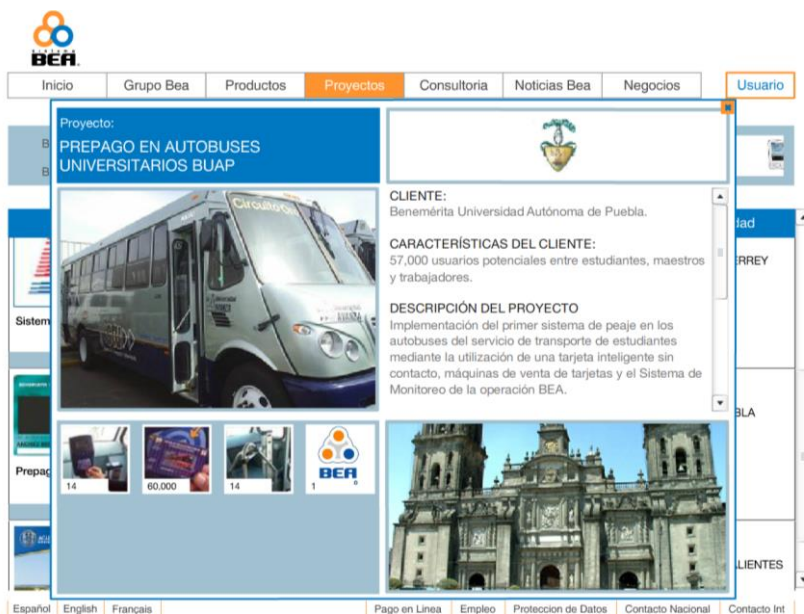 sistema
BEA.
Inicio
Grupo Bea
Productos
Proyectos
Consultoria
Noticias Bea
Negocios
Usuario
Proyecto:
PREPAGO EN AUTOBUSES
UNIVERSITARIOS BUAP
B
B
Circuito
CLIENTE:
Benemérita Universidad Autónoma de Puebla.
CARACTERÍSTICAS DEL CLIENTE:
57,000 usuarios potenciales entre estudiantes, maestros
y trabajadores.
DESCRIPCIÓN DEL PROYECTO
Implementación del primer sistema de peaje en los
autobuses del servicio de transporte de estudiantes
mediante la utilización de una tarjeta inteligente sin
contacto, máquinas de venta de tarjetas y el Sistema de
Monitoreo de la operación BEA.
dad
ERREY
Sistem
BLA
Prepag
14
60.000
14
BEA
1
LIENTES
Español
English
Français
Pago en Linea
Empleo
Proteccion de Datos
Contacto Nacional
Contacto Int